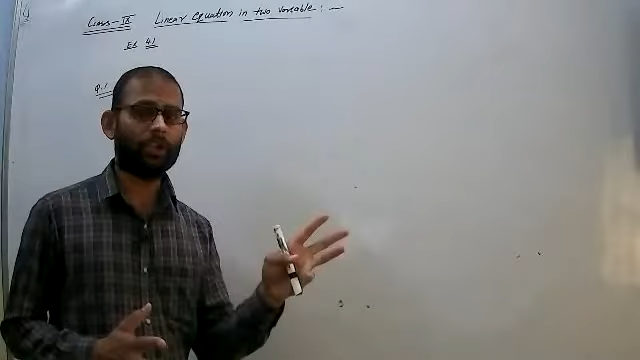 Class-IX Linear equation in two variable : —
Ex 4.1
Q.1